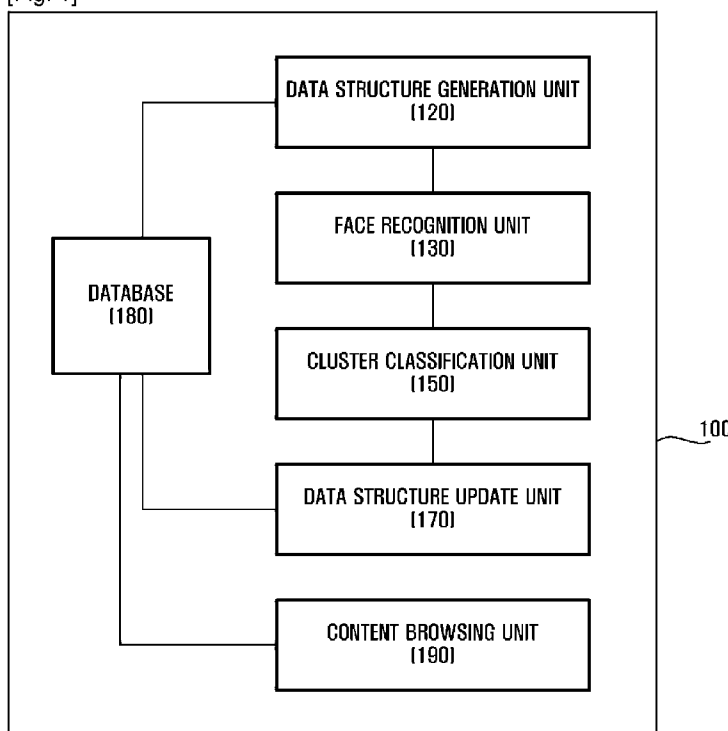 DATA STRUCTURE GENERATION UNIT
(120)
FACE RECOGNITION UNIT
(130)
DATABASE
(180)
CLUSTER CLASSIFICATION UNIT
(150)
100
DATA STRUCTURE UPDATE UNIT
(170)
CONTENT BROWSING UNIT
(190)